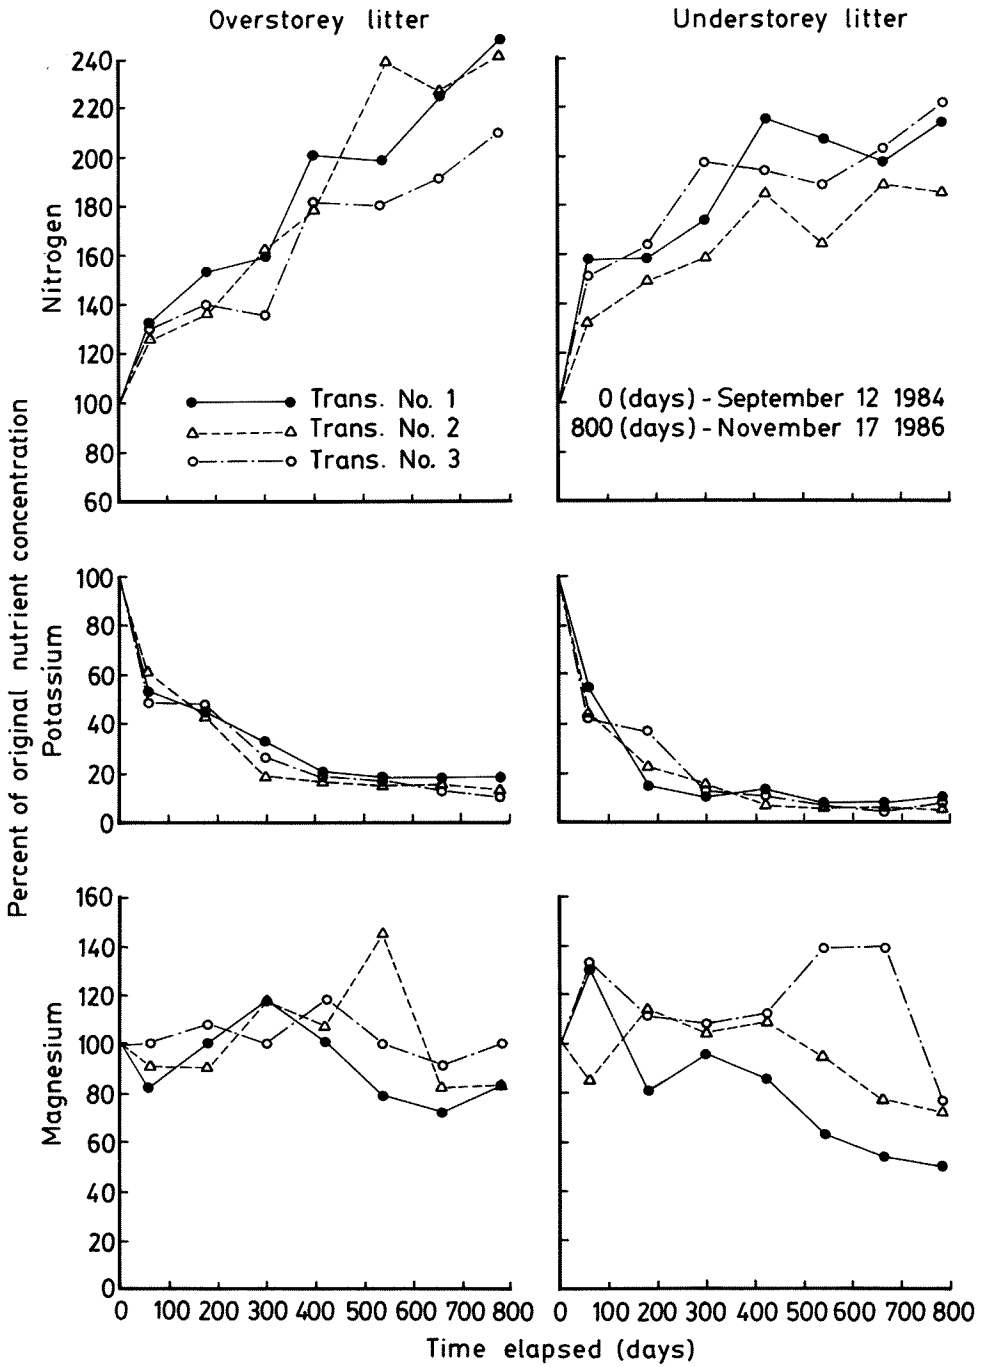 Overstorey litter
Understorey litter
Percent of original nutrient concentration
Nitrogen
240
220
200
180
160
140
120
100
80
60
Trans. No. 1
Trans. No. 2
Trans. No. 3
0 (days) - September 12 1984
800 (days) - November 17 1986
Potassium
100
80
60
40
20
0
Magnesium
160
140
120
100
80
60
40
20
0
0 100 200 300 400 500 600 700 800
0 100 200 300 400 500 600 700 800
Time elapsed (days)